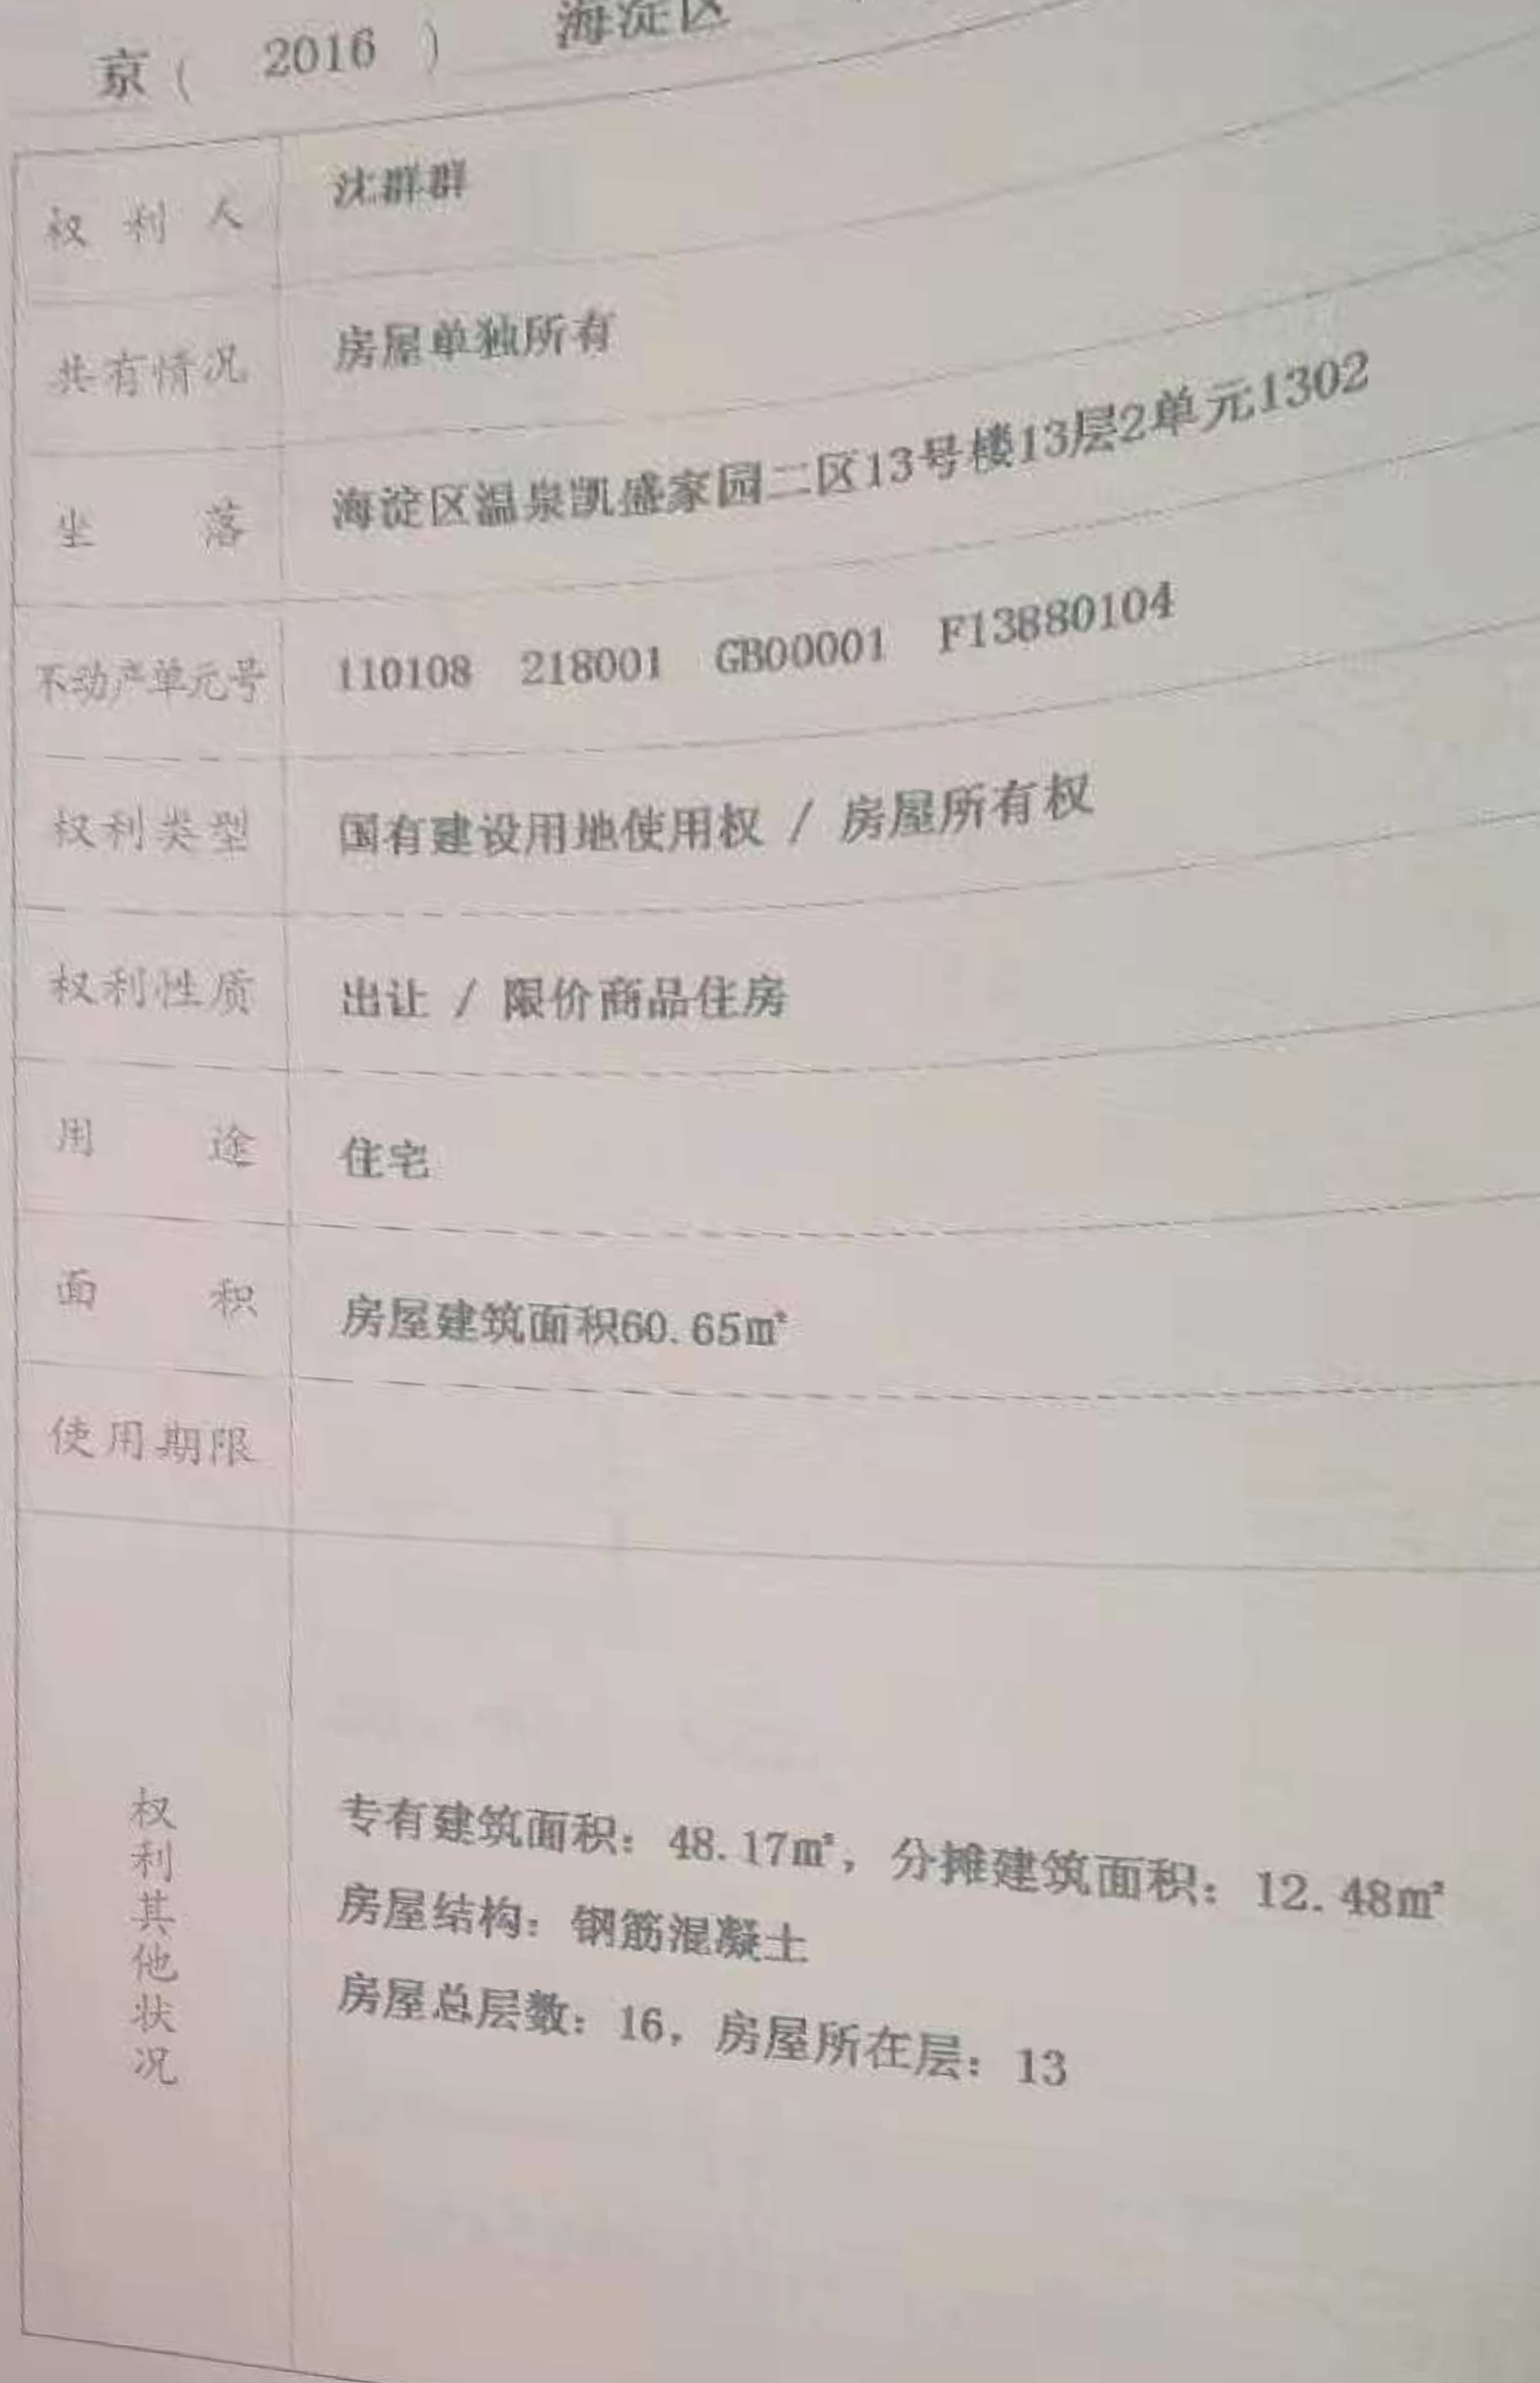 京（ 2016 ） 海淀区
权利人 沈群群
共有情况 房屋单独所有
坐落 海淀区温泉凯盛家园二区13号楼13层2单元1302
不动产单元号 110108 218001 GB00001 F13880104
权利类型 国有建设用地使用权 / 房屋所有权
权利性质 出让 / 限价商品住房
用途 住宅
面积 房屋建筑面积60.65㎡
使用期限
权利其他状况
专有建筑面积：48.17㎡，分摊建筑面积：12.48㎡
房屋结构：钢筋混凝土
房屋总层数：16，房屋所在层：13